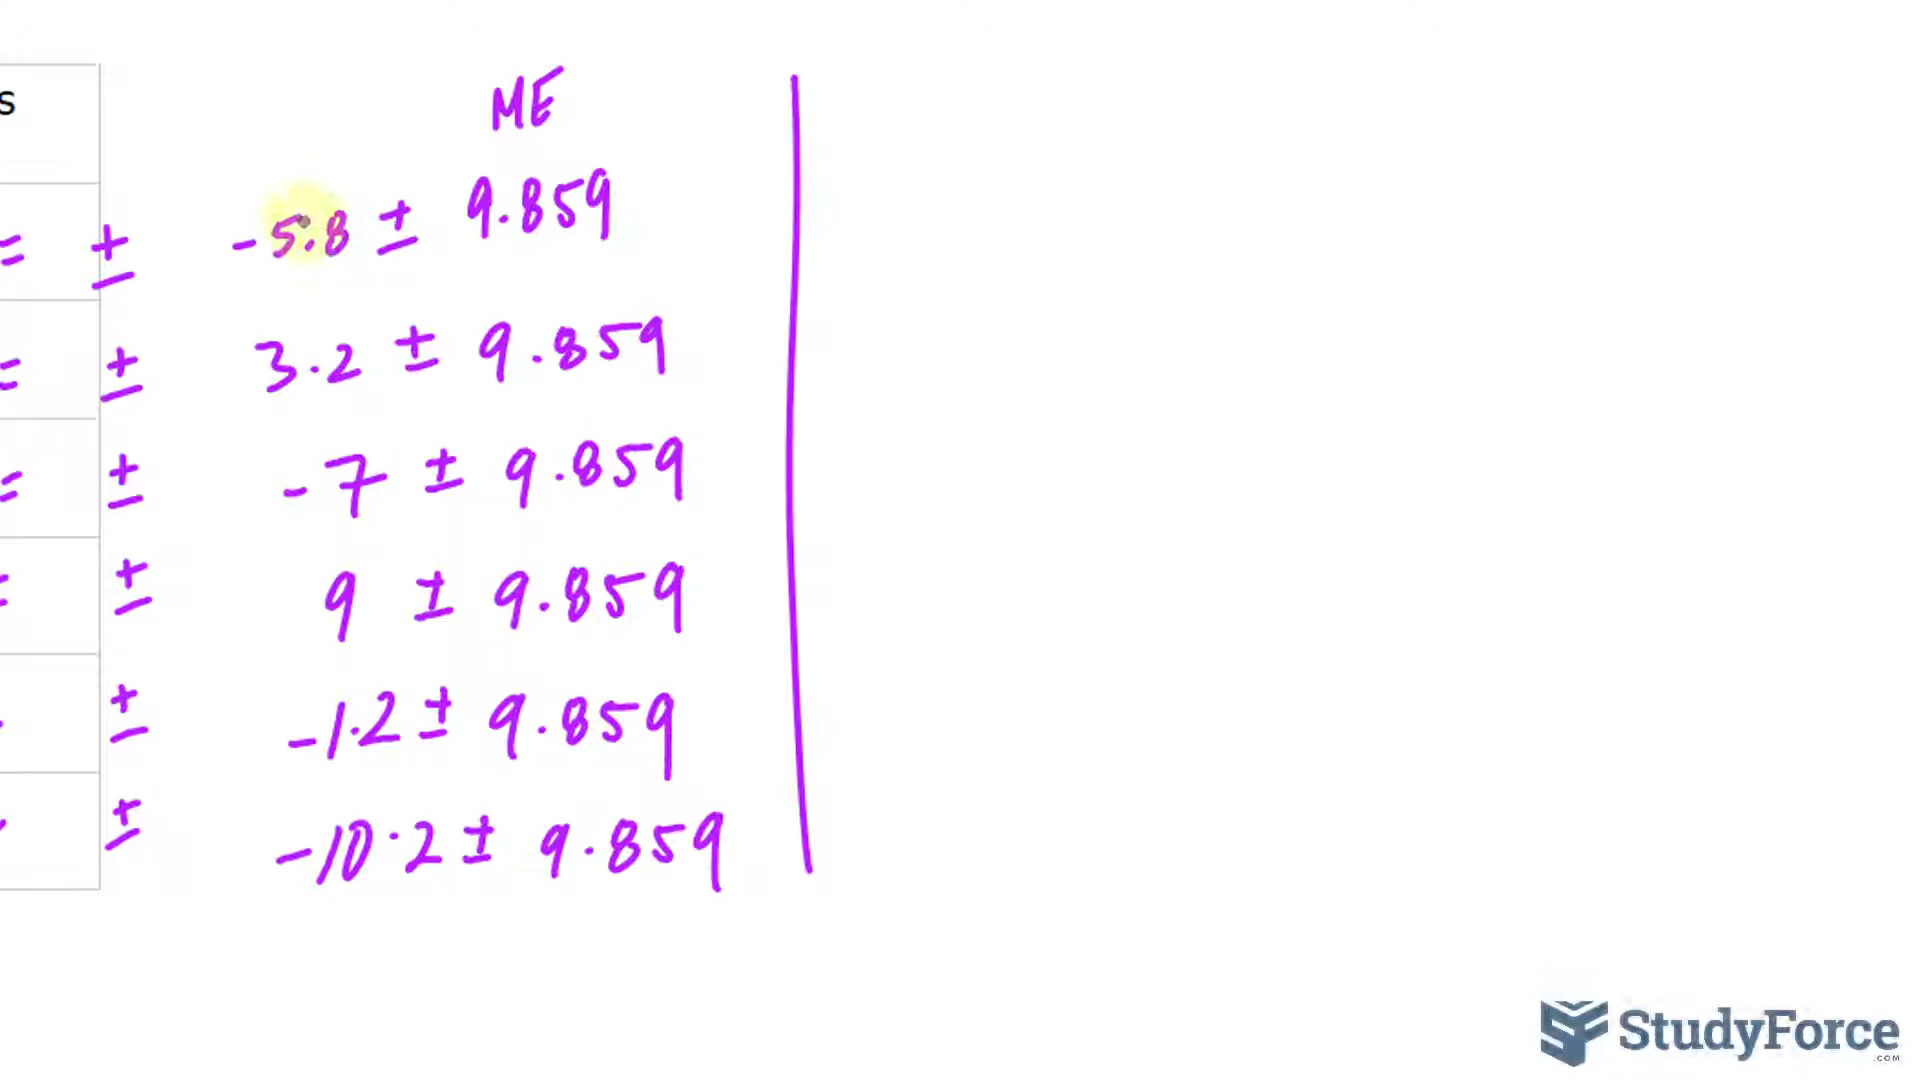 s
ME
= ± -5.8 ± 9.859
= ± 3.2 ± 9.859
= ± -7 ± 9.859
= ± 9 ± 9.859
± -1.2 ± 9.859
± -10.2 ± 9.859
StudyForce
.COM